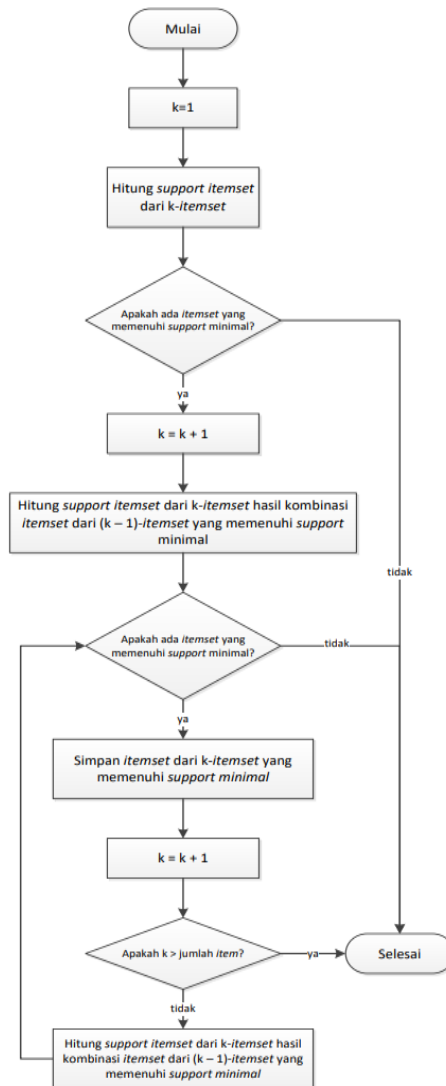 Mulai
k=1
Hitung support itemset
dari k-itemset
Apakah ada itemset yang
memenuhi support minimal?
ya
k = k + 1
Hitung support itemset dari k-itemset hasil kombinasi
itemset dari (k – 1)-itemset yang memenuhi support
minimal
tidak
Apakah ada itemset yang
memenuhi support minimal?
tidak
ya
Simpan itemset dari k-itemset yang
memenuhi support minimal
k = k + 1
Apakah k > jumlah item?
ya
Selesai
tidak
Hitung support itemset dari k-itemset hasil
kombinasi itemset dari (k – 1)-itemset yang
memenuhi support minimal